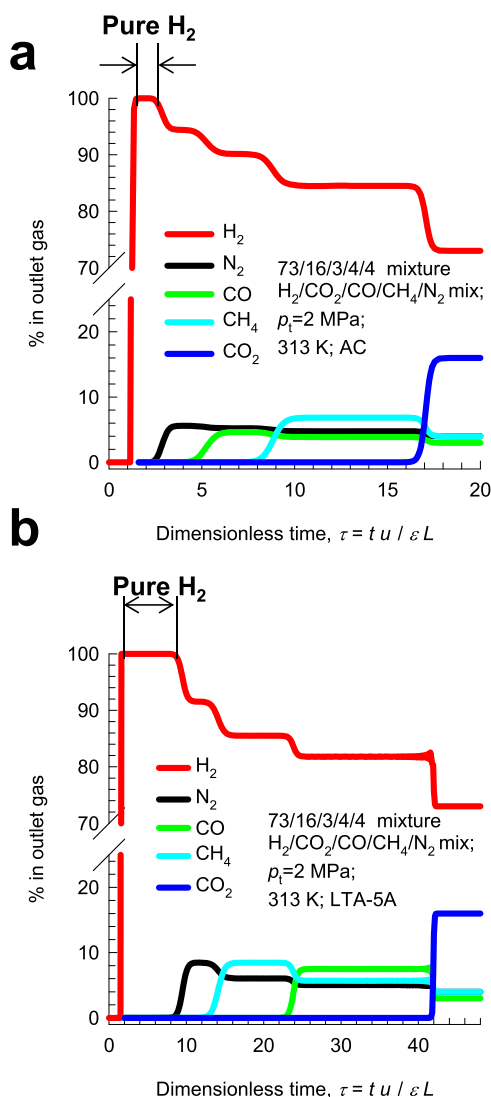 Pure H2
a
100
90
80
70
20
10
0
% in outlet gas
H2
N2
CO
CH4
CO2
73/16/3/4/4 mixture
H2/CO2/CO/CH4/N2 mix;
pt=2 MPa;
313 K; AC
0 5 10 15 20
Dimensionless time, τ = t u / ε L
b
Pure H2
100
90
80
70
20
10
0
% in outlet gas
H2
N2
CO
CH4
CO2
73/16/3/4/4 mixture
H2/CO2/CO/CH4/N2 mix;
pt=2 MPa;
313 K; LTA-5A
0 10 20 30 40
Dimensionless time, τ = t u / ε L